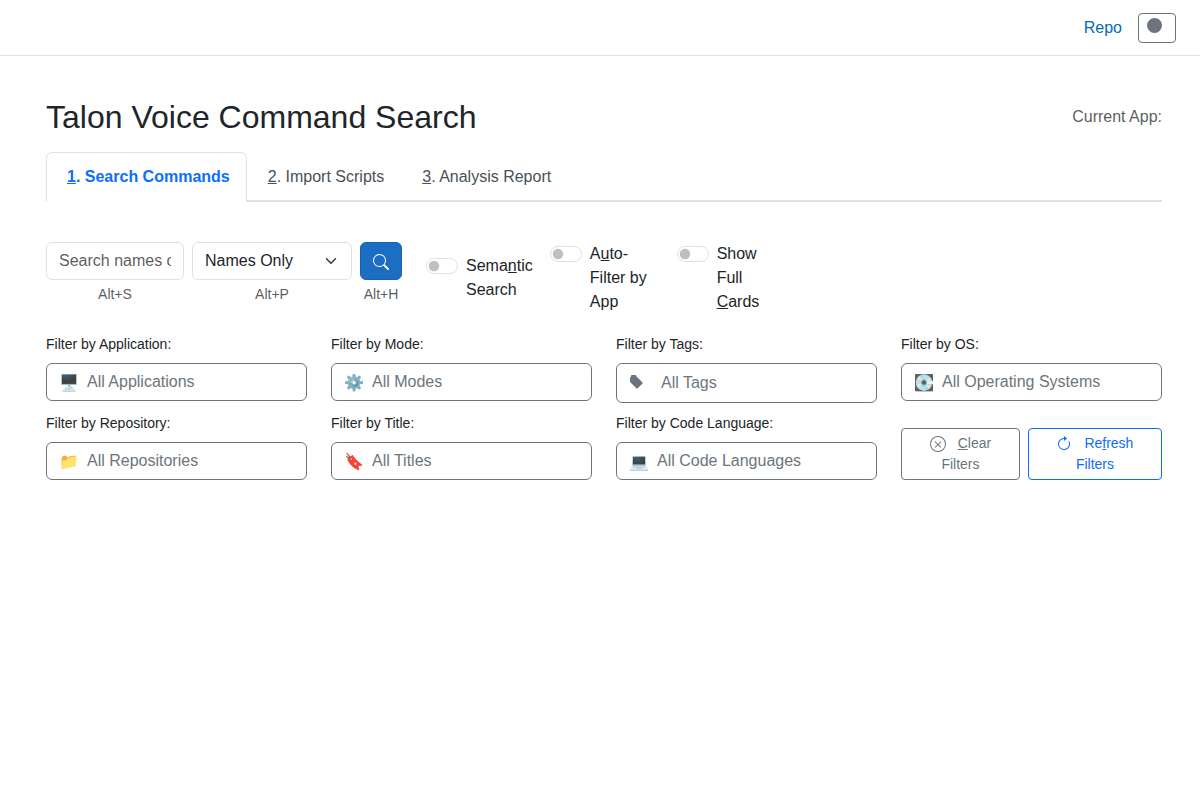 Repo
Talon Voice Command Search
Current App:
1. Search Commands
2. Import Scripts
3. Analysis Report
Search names
Names Only
Alt+S
Alt+P
Alt+H
Semantic
Search
Auto-
Filter by
App
Show
Full
Cards
Filter by Application:
Filter by Mode:
Filter by Tags:
Filter by OS:
All Applications
All Modes
All Tags
All Operating Systems
Filter by Repository:
Filter by Title:
Filter by Code Language:
All Repositories
All Titles
All Code Languages
Clear
Filters
Refresh
Filters